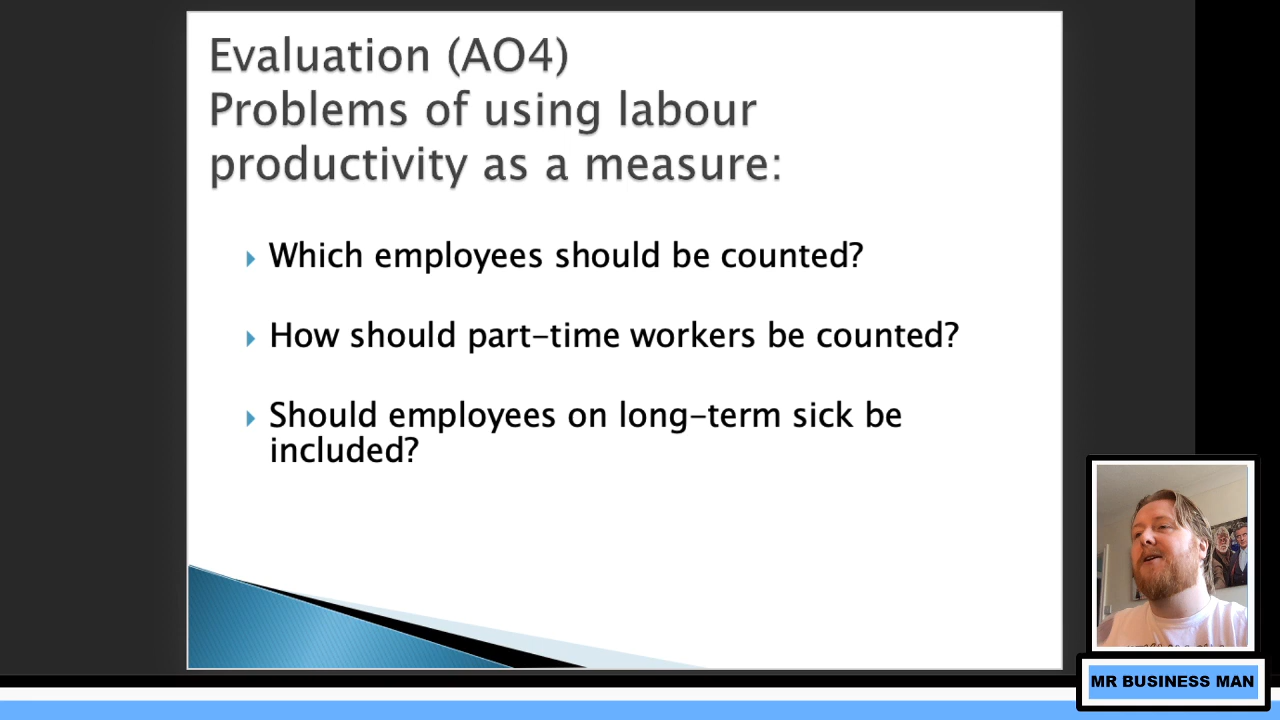 Evaluation (AO4)
Problems of using labour
productivity as a measure:
Which employees should be counted?
How should part-time workers be counted?
Should employees on long-term sick be
included?
MR BUSINESS MAN